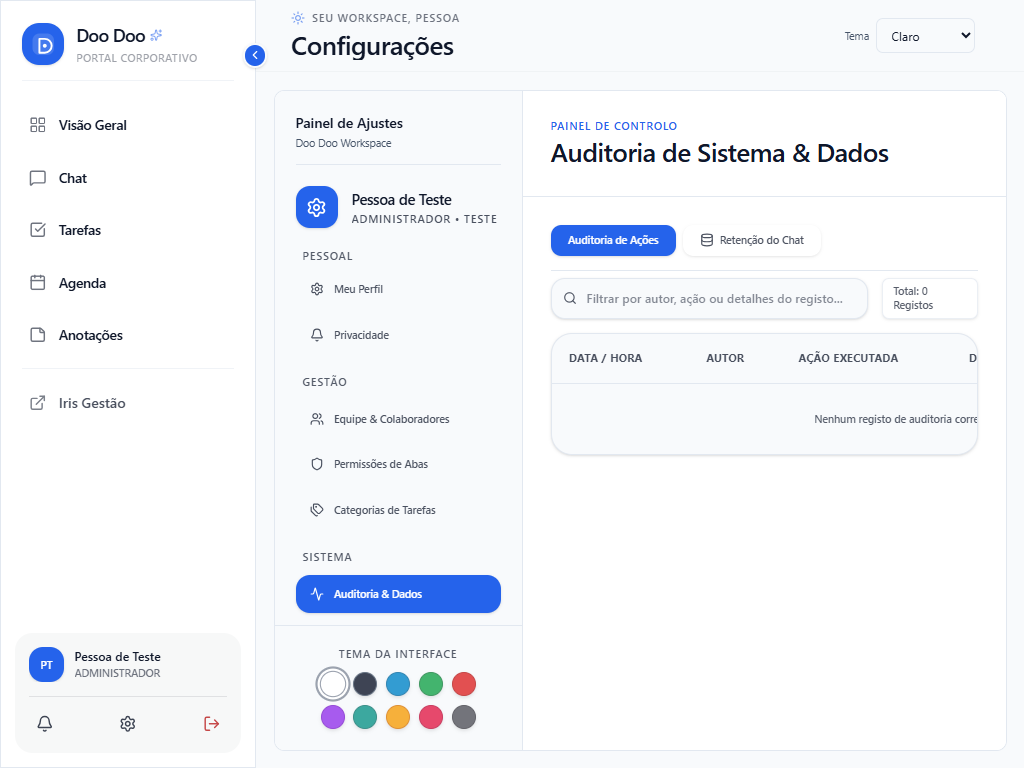 Doo Doo
PORTAL CORPORATIVO
Visão Geral
Chat
Tarefas
Agenda
Anotações
Iris Gestão
PT
Pessoa de Teste
ADMINISTRADOR
SEU WORKSPACE, PESSOA
Configurações
Tema
Claro
Painel de Ajustes
Doo Doo Workspace
Pessoa de Teste
ADMINISTRADOR • TESTE
PESSOAL
Meu Perfil
Privacidade
GESTÃO
Equipe & Colaboradores
Permissões de Abas
Categorias de Tarefas
SISTEMA
Auditoria & Dados
TEMA DA INTERFACE
PAINEL DE CONTROLO
Auditoria de Sistema & Dados
Auditoria de Ações
Retenção do Chat
Filtrar por autor, ação ou detalhes do registo...
Total: 0
Registos
DATA / HORA
AUTOR
AÇÃO EXECUTADA
Nenhum registo de auditoria